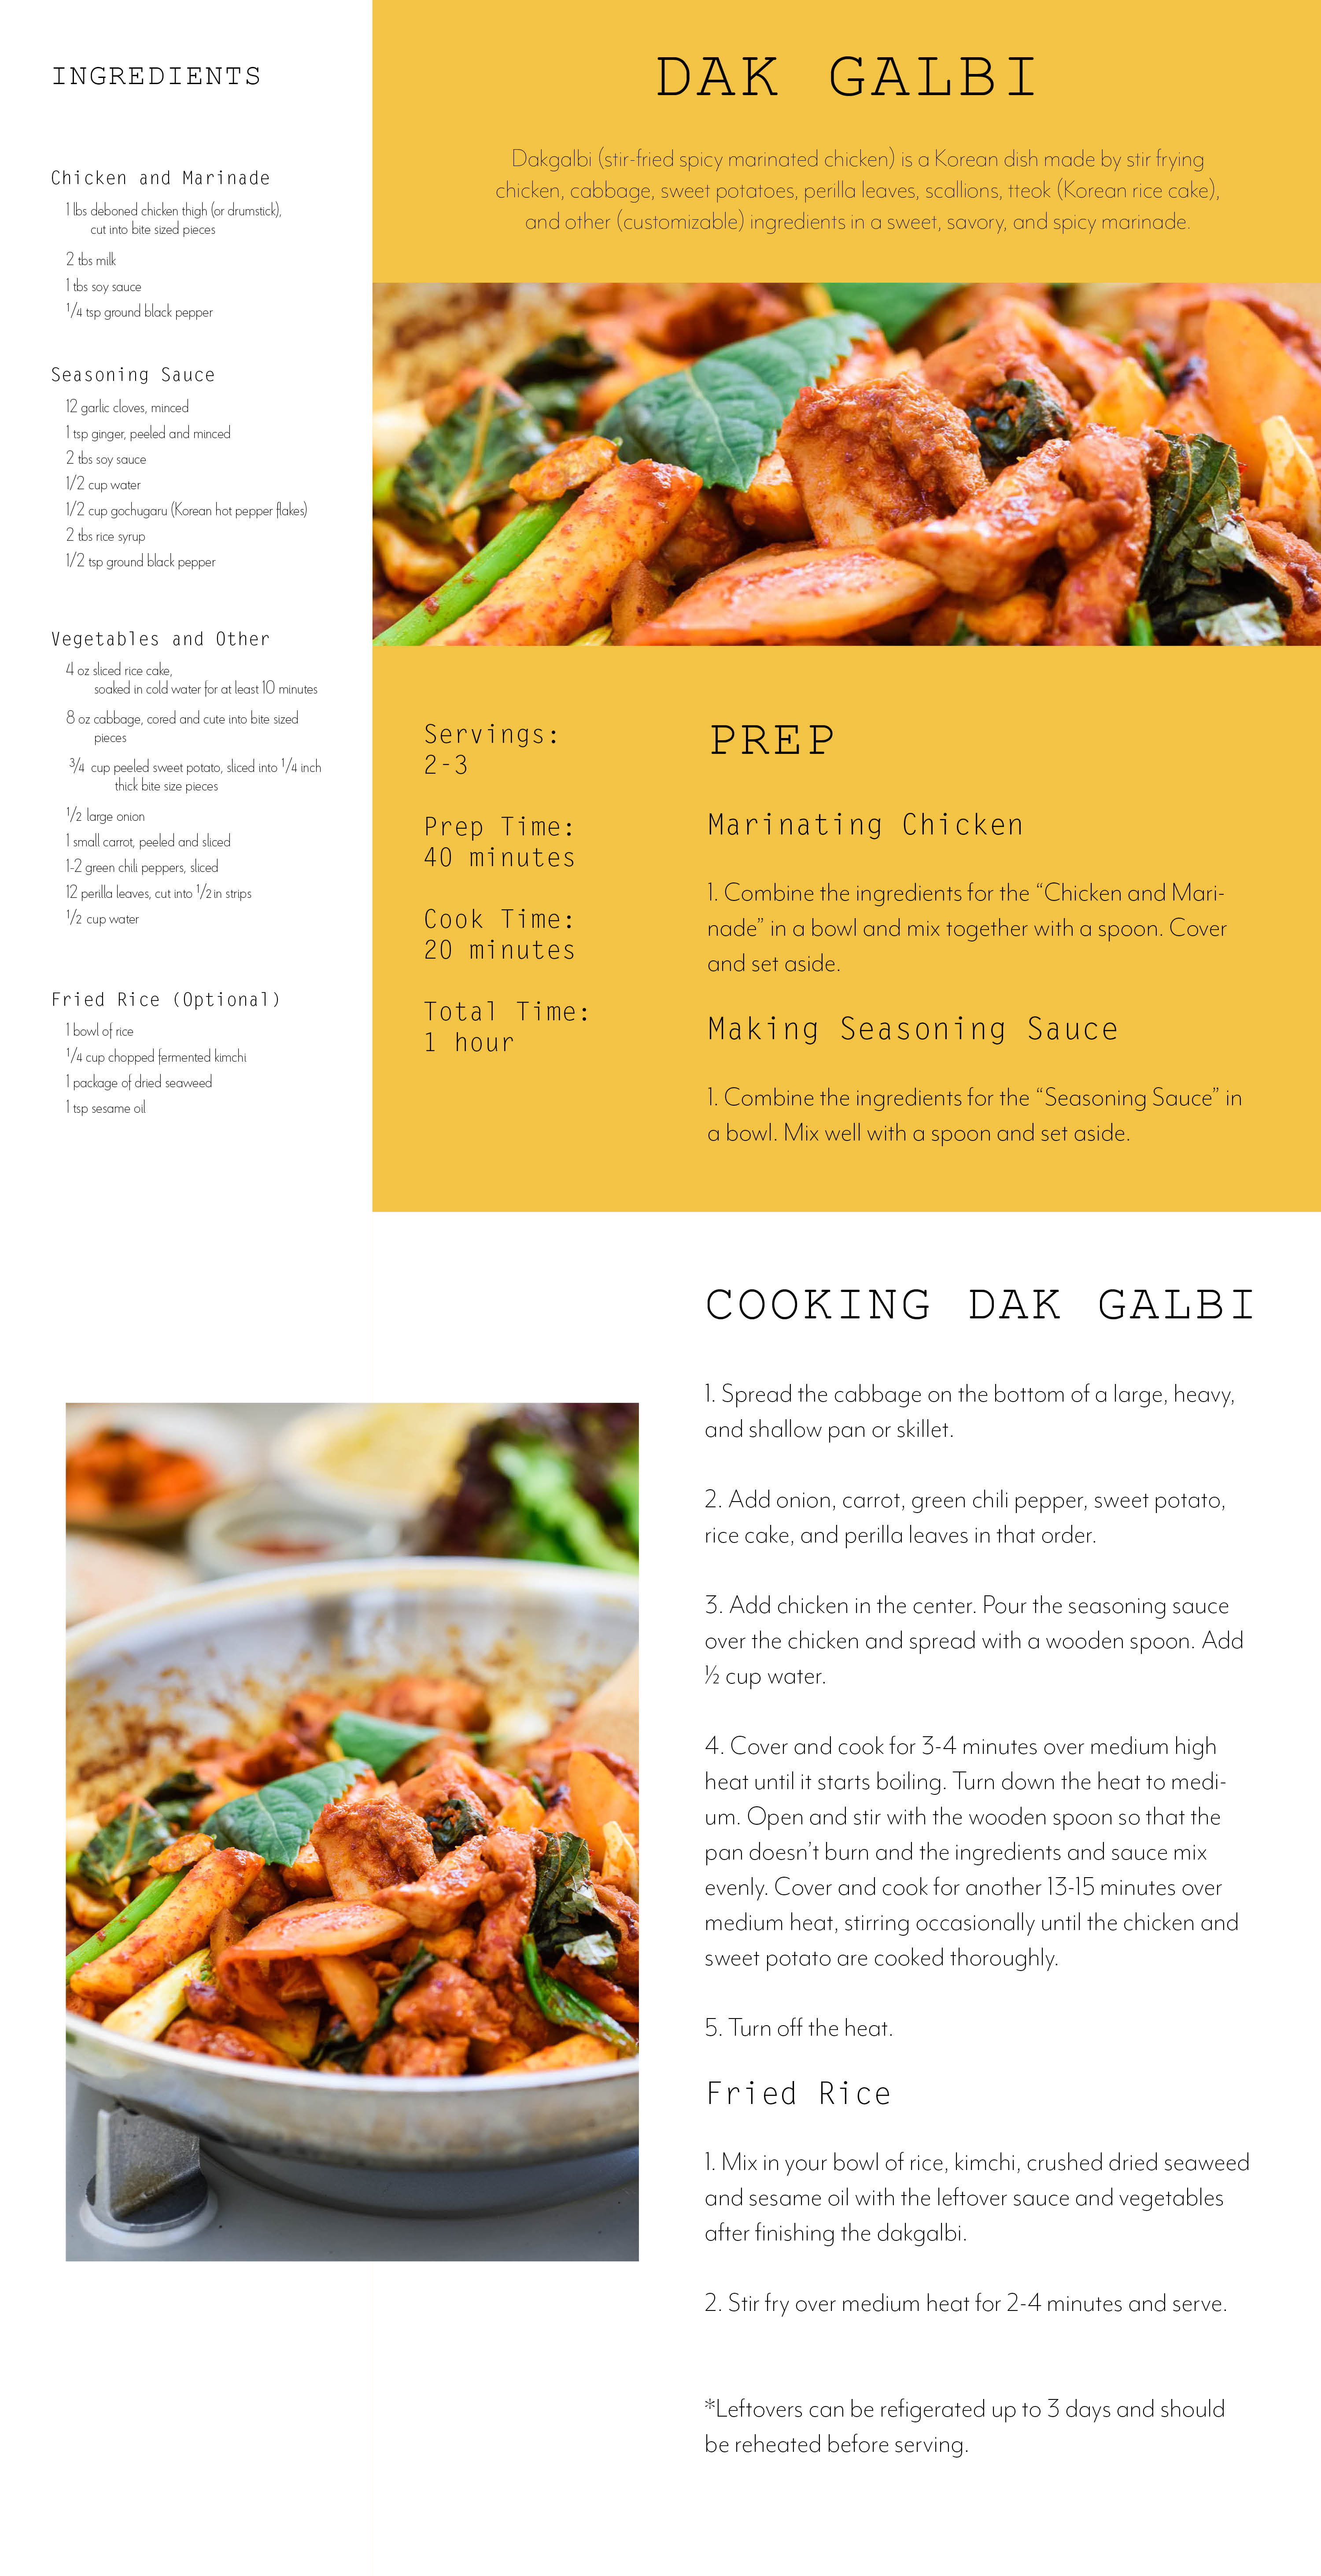 INGREDIENTS
Chicken and Marinade
1 lbs deboned chicken thigh (or drumstick),
cut into bite sized pieces
2 tbs milk
1 tbs soy sauce
1/4 tsp ground black pepper
Seasoning Sauce
12 garlic cloves, minced
1 tsp ginger, peeled and minced
2 tbs soy sauce
1/2 cup water
1/2 cup gochugaru (Korean hot pepper flakes)
2 tbs rice syrup
1/2 tsp ground black pepper
Vegetables and Other
4 oz sliced rice cake,
soaked in cold water for at least 10 minutes
8 oz cabbage, cored and cute into bite sized
pieces
3/4 cup peeled sweet potato, sliced into 1/4 inch
thick bite size pieces
1/2 large onion
1 small carrot, peeled and sliced
1-2 green chili peppers, sliced
12 perilla leaves, cut into 1/2 in strips
1/2 cup water
Fried Rice (Optional)
1 bowl of rice
1/4 cup chopped fermented kimchi
1 package of dried seaweed
1 tsp sesame oil
DAK GALBI
Dakgalbi (stir-fried spicy marinated chicken) is a Korean dish made by stir frying
chicken, cabbage, sweet potatoes, perilla leaves, scallions, tteok (Korean rice cake),
and other (customizable) ingredients in a sweet, savory, and spicy marinade.
Servings:
2-3
Prep Time:
40 minutes
Cook Time:
20 minutes
Total Time:
1 hour
PREP
Marinating Chicken
1. Combine the ingredients for the “Chicken and Mari-
nade” in a bowl and mix together with a spoon. Cover
and set aside.
Making Seasoning Sauce
1. Combine the ingredients for the “Seasoning Sauce” in
a bowl. Mix well with a spoon and set aside.
COOKING DAK GALBI
1. Spread the cabbage on the bottom of a large, heavy,
and shallow pan or skillet.
2. Add onion, carrot, green chili pepper, sweet potato,
rice cake, and perilla leaves in that order.
3. Add chicken in the center. Pour the seasoning sauce
over the chicken and spread with a wooden spoon. Add
½ cup water.
4. Cover and cook for 3-4 minutes over medium high
heat until it starts boiling. Turn down the heat to medi-
um. Open and stir with the wooden spoon so that the
pan doesn’t burn and the ingredients and sauce mix
evenly. Cover and cook for another 13-15 minutes over
medium heat, stirring occasionally until the chicken and
sweet potato are cooked thoroughly.
5. Turn off the heat.
Fried Rice
1. Mix in your bowl of rice, kimchi, crushed dried seaweed
and sesame oil with the leftover sauce and vegetables
after finishing the dakgalbi.
2. Stir fry over medium heat for 2-4 minutes and serve.
*Leftovers can be refigerated up to 3 days and should
be reheated before serving.